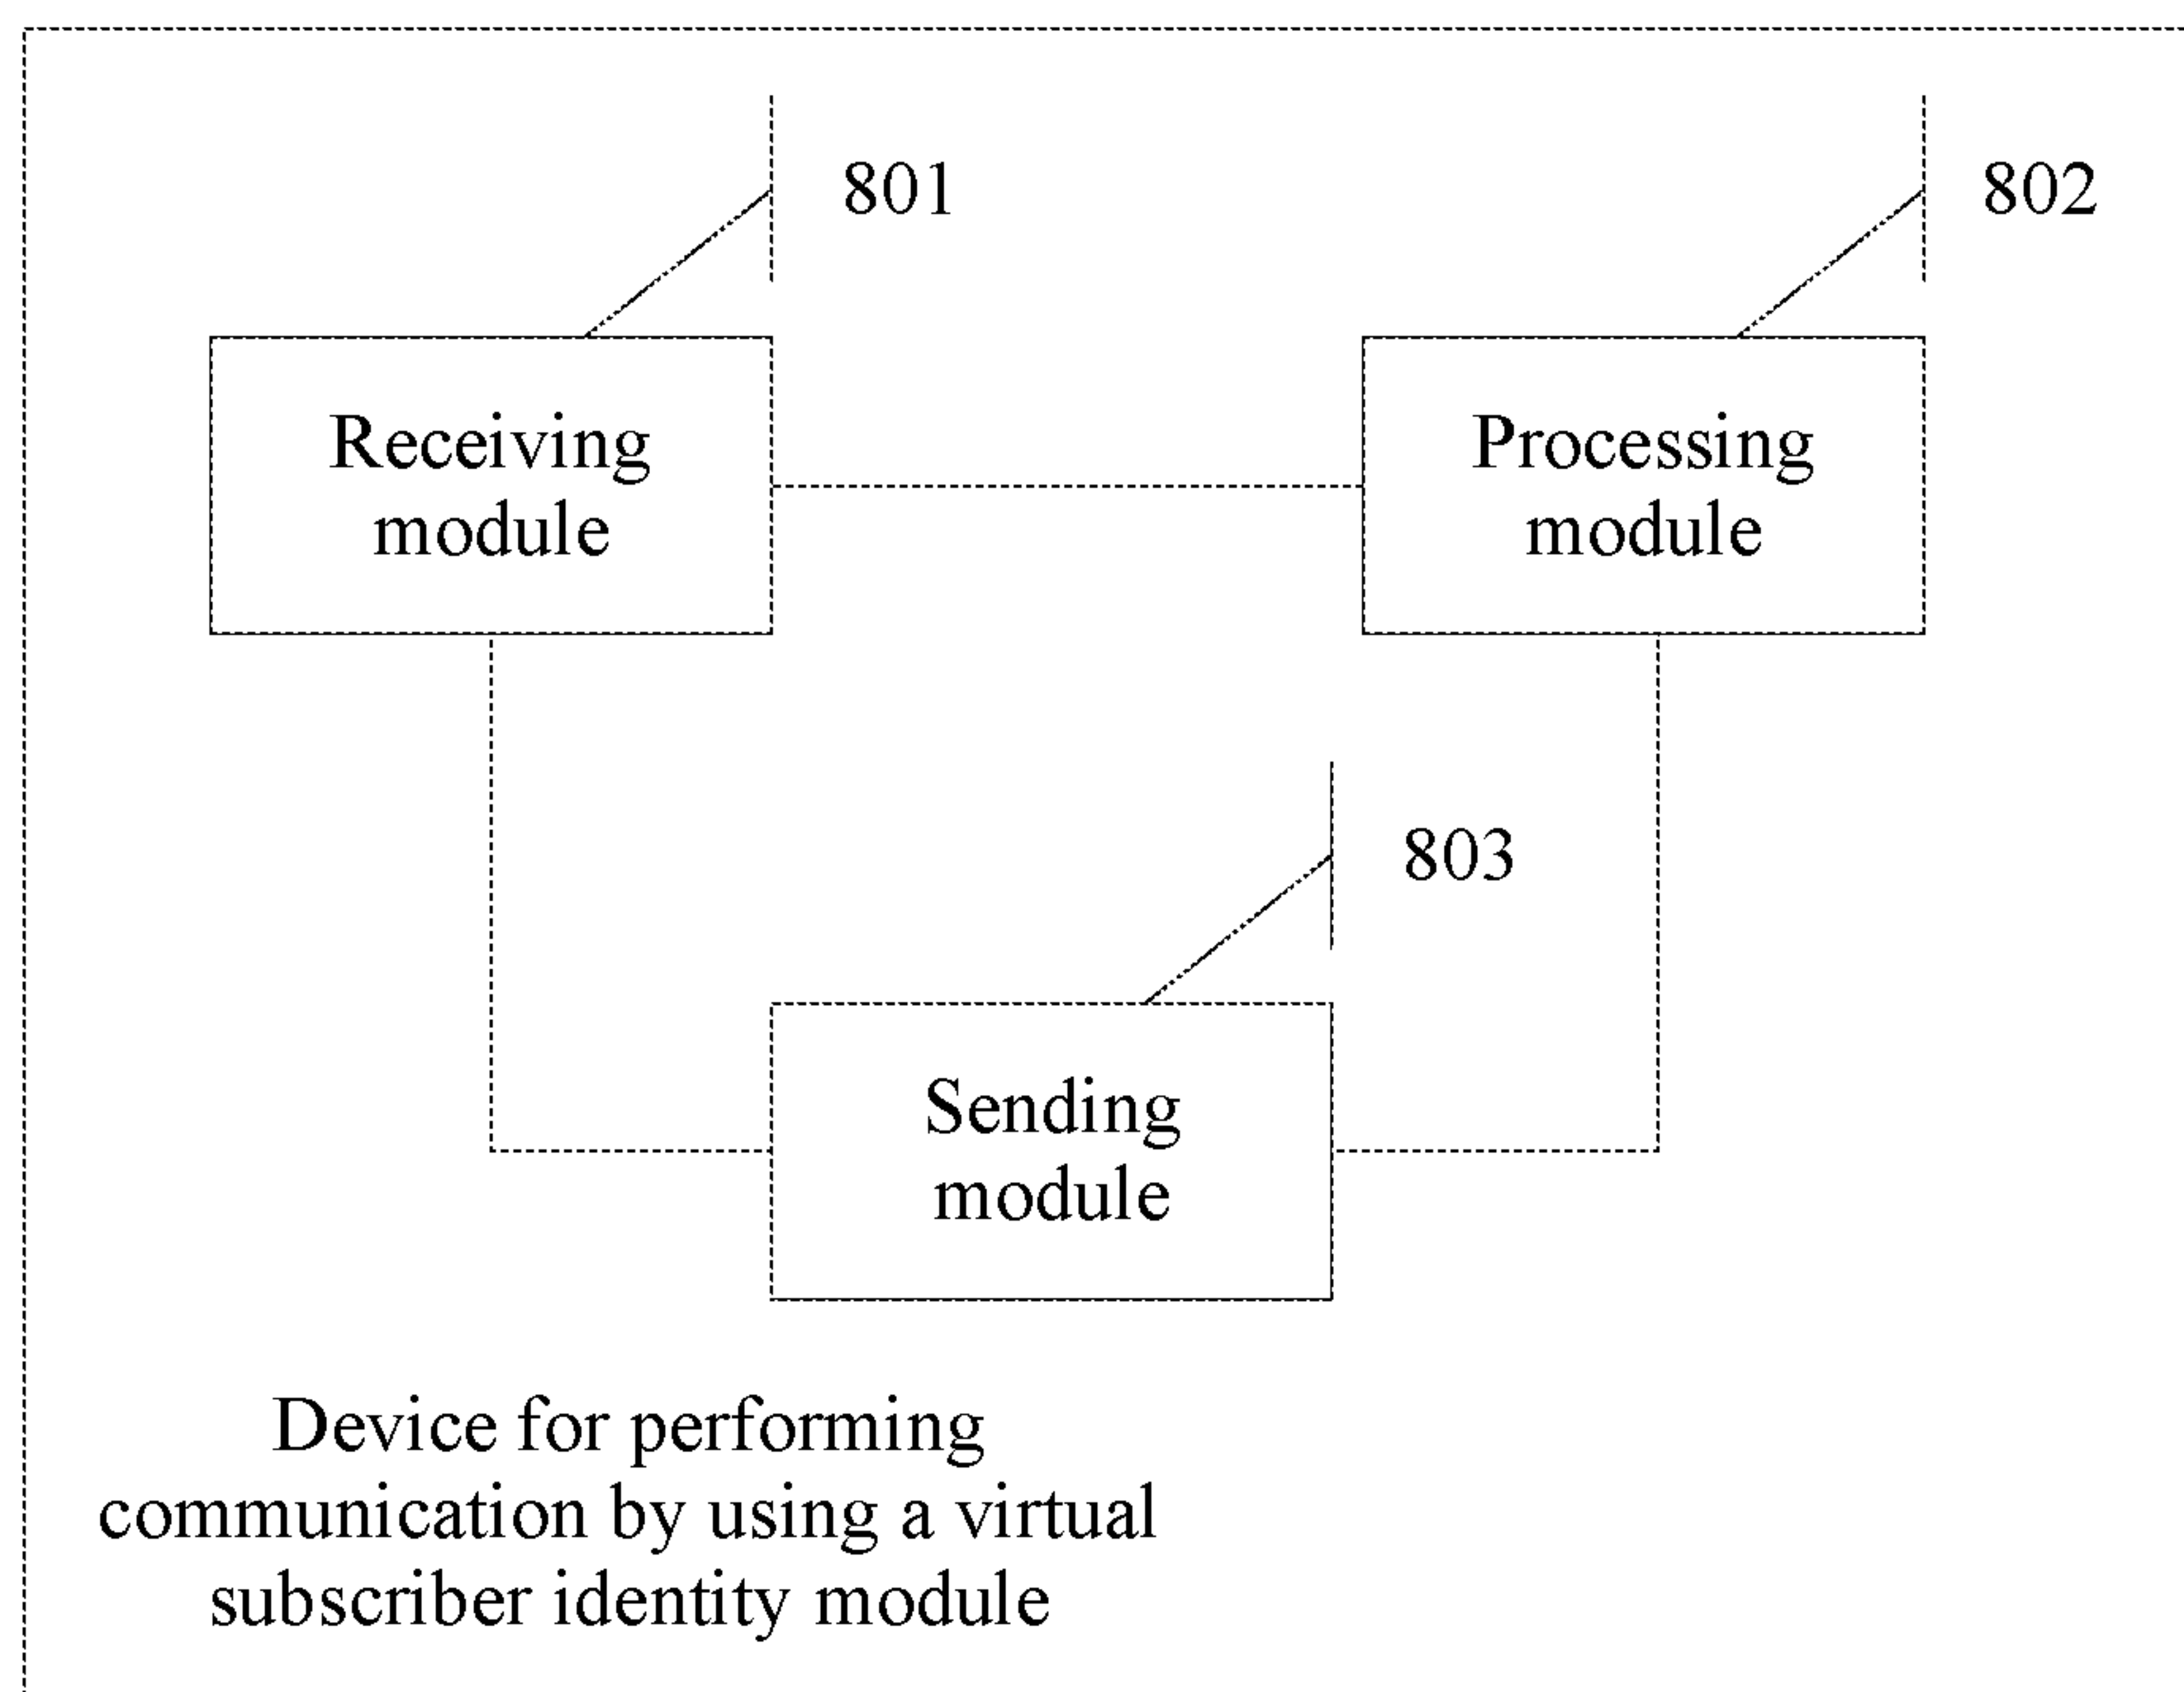 801
802
Receiving
module
Processing
module
803
Sending
module
Device for performing
communication by using a virtual
subscriber identity module